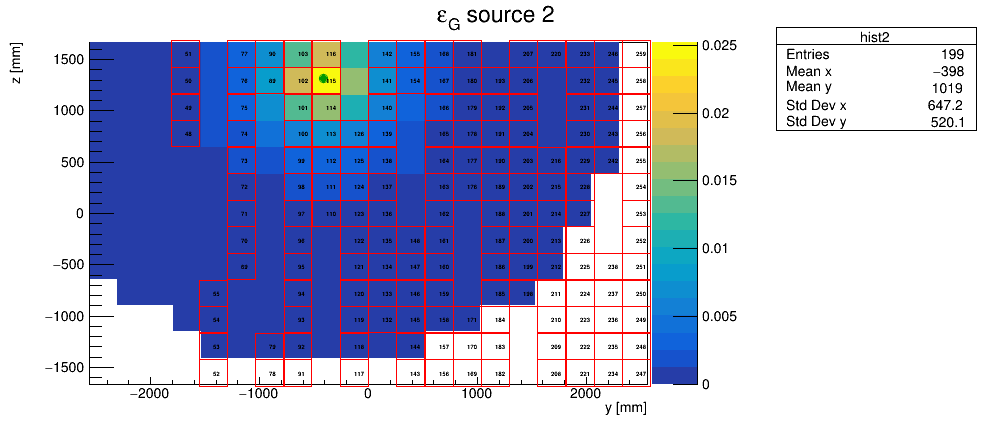 ε_G source 2
z [mm]
hist2
Entries 199
Mean x −398
Mean y 1019
Std Dev x 647.2
Std Dev y 520.1
1500
1000
500
0
−500
−1000
−1500
51 77 90 103 116 142 155 168 181 207 220 233 246 259
50 76 89 102 115 141 154 167 180 193 206 232 245 258
49 75 101 114 140 166 179 192 205 231 244 257
48 74 100 113 126 139 165 178 191 204 230 243 256
73 99 112 125 138 164 177 190 203 216 229 242 255
72 98 111 124 137 163 176 189 202 215 228 254
71 97 110 123 136 162 188 201 214 227 253
70 96 122 135 148 161 187 200 213 226 252
69 95 121 134 147 186 199 212 225 238 251
55 94 120 133 146 159 185 198 211 224 237 250
54 93 119 132 145 158 171 184 210 223 236 249
53 79 92 118 144 157 170 183 209 222 235 248
52 78 91 117 143 156 169 182 208 221 234 247
0.025
0.02
0.015
0.01
0.005
0
−2000 −1000 0 1000 2000
y [mm]